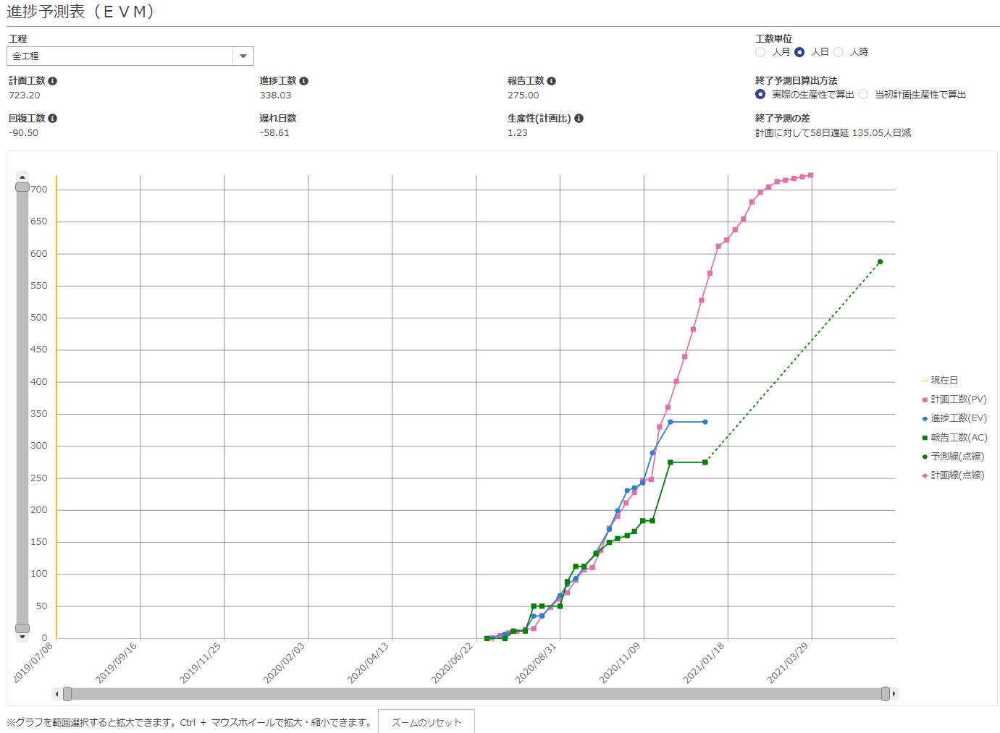 進捗予測表（ＥＶＭ）
工程
工数単位
全工程
人月 人日 人時
計画工数 進捗工数 報告工数 終了予測日算出方法
723.20 338.03 275.00 実際の生産性で算出 当初計画生産性で算出
回復工数 遅れ日数 生産性(計画比) 終了予測の差
-90.50 -58.61 1.23 計画に対して58日遅延 135.05人日減
700
650
600
550
500
450
400
350
300
250
200
150
100
50
0
現在日
計画工数(PV)
進捗工数(EV)
報告工数(AC)
予測線(点線)
計画線(点線)
2019/07/08 2019/09/16 2019/11/25 2020/02/03 2020/04/13 2020/06/22 2020/08/31 2020/11/09 2021/01/18 2021/03/29
※グラフを範囲選択すると拡大できます。Ctrl + マウスホイールで拡大・縮小できます。 ズームのリセット